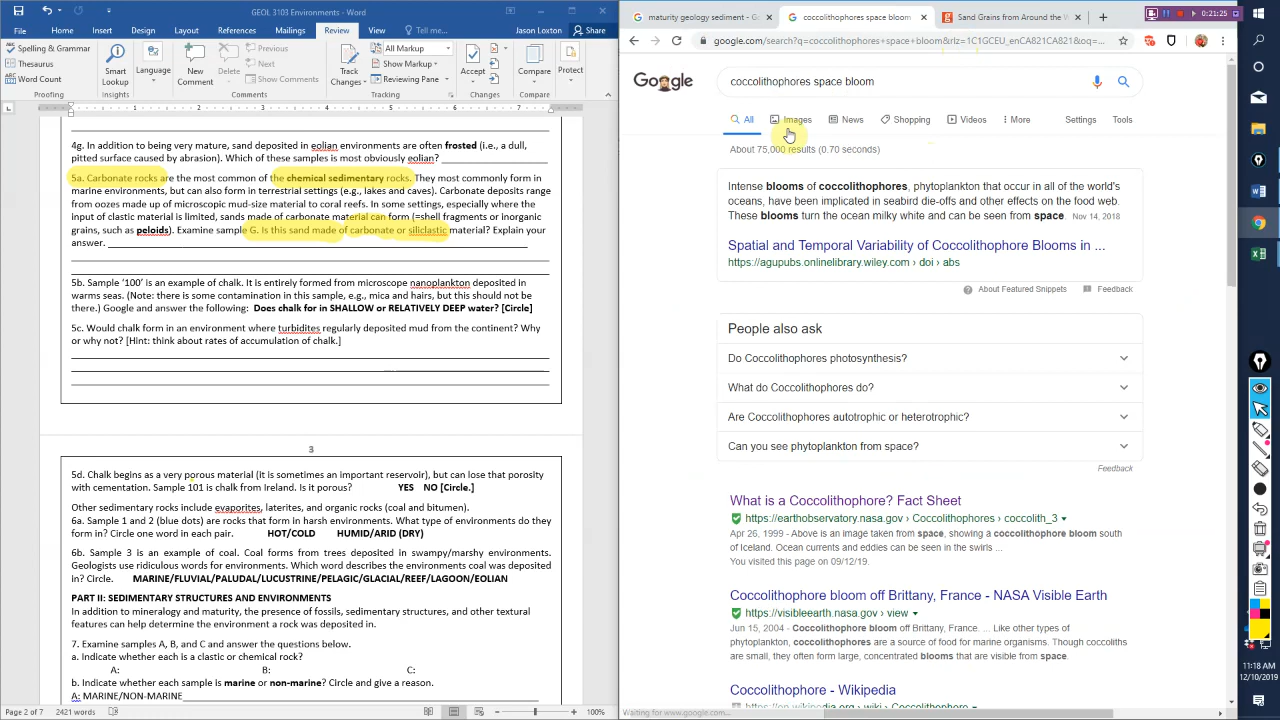 GEOL 3103 Environments...
Jason Loxton
File Home Insert Design Layout References Mailings Review View Tell me... Share
Spelling & Grammar
Thesaurus
Word Count
Proofing
Smart Lookup
Insights
Language
New Comment
Delete
Previous
Next
Show Comments
Comments
Track Changes
All Markup
Show Markup
Reviewing Pane
Tracking
Accept
Compare
Protect
1 2 3 4 5 6 7
4g. In addition to being very mature, sand deposited in eolian environments are often frosted (i.e., a dull,
pitted surface caused by abrasion). Which of these samples is most obviously eolian? ____
5a. Carbonate rocks are the most common of the chemical sedimentary rocks. They most commonly form in
marine environments, but can also form in terrestrial settings (e.g., lakes and caves). Carbonate deposits range
from oozes made up of microscopic mud-size material to coral reefs. In some settings, especially where the
input of clastic material is limited, sands made of carbonate material can form (=shell fragments or inorganic
grains, such as peloids). Examine sample G. Is this sand made of carbonate or siliclastic material? Explain your
answer.
5b. Sample ‘100’ is an example of chalk. It is entirely formed from microscope nanoplankton deposited in
warms seas. (Note: there is some contamination in this sample, e.g., mica and hairs, but this should not be
there.) Google and answer the following: Does chalk for in SHALLOW or RELATIVELY DEEP water? [Circle]
5c. Would chalk form in an environment where turbidites regularly deposited mud from the continent? Why
or why not? [Hint: think about rates of accumulation of chalk.]
3
5d. Chalk begins as a very porous material (it is sometimes an important reservoir), but can lose that porosity
with cementation. Sample 101 is chalk from Ireland. Is it porous? YES NO [Circle.]
Other sedimentary rocks include evaporites, laterites, and organic rocks (coal and bitumen).
6a. Sample 1 and 2 (blue dots) are rocks that form in harsh environments. What type of environments do they
form in? Circle one word in each pair. HOT/COLD HUMID/ARID (DRY)
6b. Sample 3 is an example of coal. Coal forms from trees deposited in swampy/marshy environments.
Geologists use ridiculous words for environments. Which word describes the environments coal was deposited
in? Circle. MARINE/FLUVIAL/PALUDAL/LUCUSTRINE/PELAGIC/GLACIAL/REEF/LAGOON/EOLIAN
PART II: SEDIMENTARY STRUCTURES AND ENVIRONMENTS
In addition to mineralogy and maturity, the presence of fossils, sedimentary structures, and other textural
features can help determine the environment a rock was deposited in.
7. Examine samples A, B, and C and answer the questions below.
a. Indicate whether each is a clastic or chemical rock?
A: B: C:
b. Indicate whether each sample is marine or non-marine? Circle and give a reason.
A: MARINE/NON-MARINE
Page 2 of 7 2421 words 100%
maturity geology sediment - G
coccolithophores space bloom
Sand Grains from Around the W
0:21:25
google.com/search?q=coccolithophores+space+bloom&rlz=1C1GCEU_enCA821CA821&oq=...
Google
coccolithophores space bloom
All Images News Shopping Videos More Settings Tools
About 75,000 results (0.70 seconds)
Intense blooms of coccolithophores, phytoplankton that occur in all of the world's
oceans, have been implicated in seabird die-offs and other effects on the food web.
These blooms turn the ocean milky white and can be seen from space. Nov 14, 2018
Spatial and Temporal Variability of Coccolithophore Blooms in ...
https://agupubs.onlinelibrary.wiley.com › doi › abs
About Featured Snippets Feedback
People also ask
Do Coccolithophores photosynthesis?
What do Coccolithophores do?
Are Coccolithophores autotrophic or heterotrophic?
Can you see phytoplankton from space?
Feedback
What is a Coccolithophore? Fact Sheet
https://earthobservatory.nasa.gov › Coccolithophores › coccolith_3
Apr 26, 1999 - Above is an image taken from space, showing a coccolithophore bloom south
of Iceland. Ocean currents and eddies can be seen in the swirls ...
You visited this page on 09/12/19.
Coccolithophore bloom off Brittany, France - NASA Visible Earth
https://visibleearth.nasa.gov › view
Jun 15, 2004 - Coccolithophore bloom off Brittany, France. ... Like other types of
phytoplankton, coccolithophores are a source of food for marine organisms. Though coccoliths
are small, they often form large, concentrated blooms that are visible from space.
Coccolithophore - Wikipedia
https://en.wikipedia.org › wiki › Coccolithophore
Waiting for www.google.com...
11:18 AM
12/10/2019